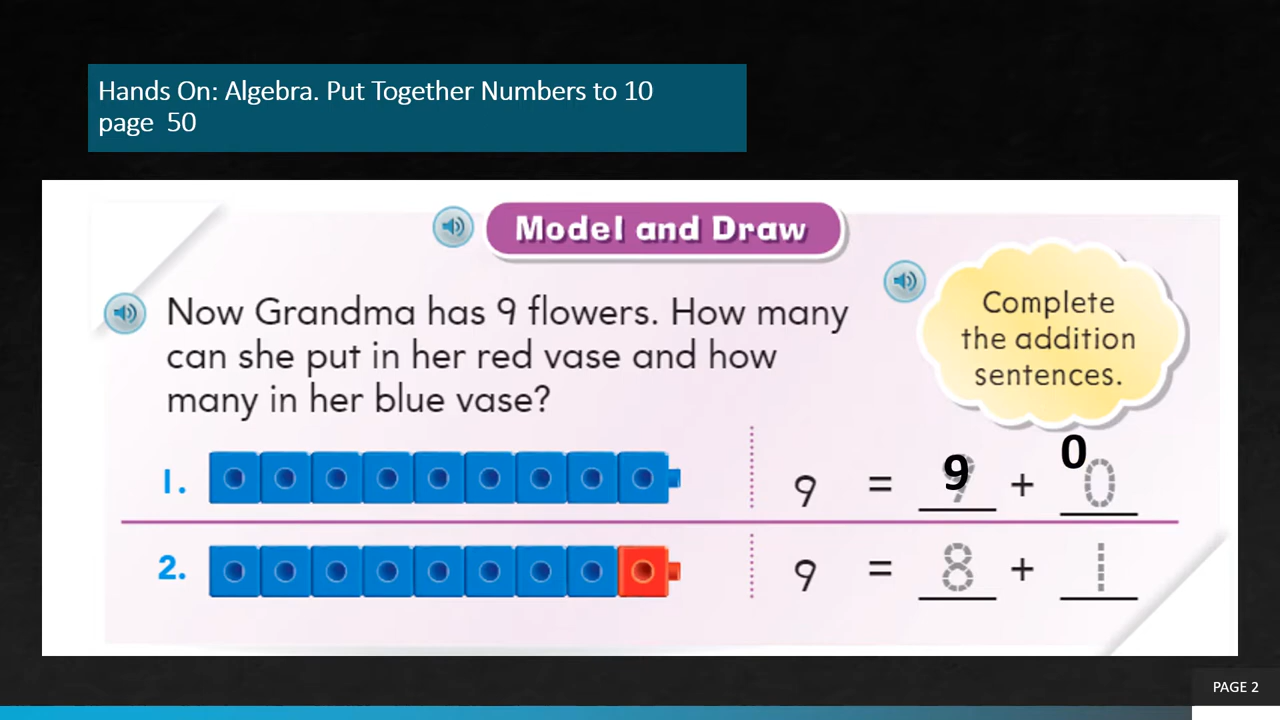 Hands On: Algebra. Put Together Numbers to 10
page 50
Model and Draw
Now Grandma has 9 flowers. How many
can she put in her red vase and how
many in her blue vase?
Complete
the addition
sentences.
1. 9 = 9 + 0 0
2. 9 = 8 + 1
PAGE 2